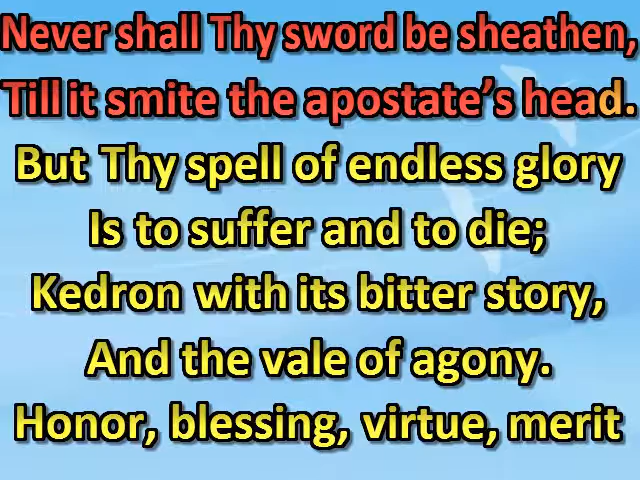 Never shall Thy sword be sheathen,
Till it smite the apostate’s head.
But Thy spell of endless glory
Is to suffer and to die;
Kedron with its bitter story,
And the vale of agony.
Honor, blessing, virtue, merit